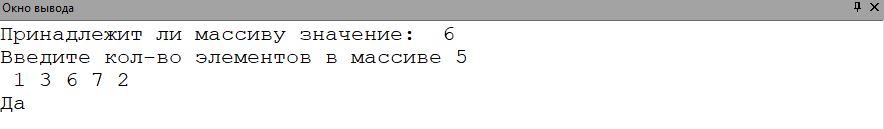 Окно вывода
Принадлежит ли массиву значение:  6
Введите кол-во элементов в массиве 5
 1 3 6 7 2
Да